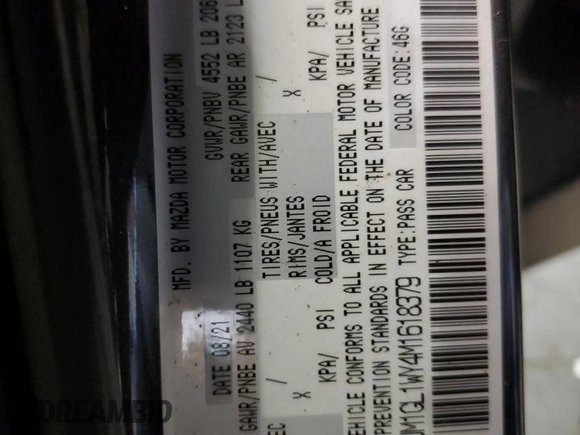 MFD. BY MAZDA MOTOR CORPORATION
DATE 08/21 GVWR/PNBV 4552 LB 206
GAWR/PNBE AV 2440 LB 1107 KG REAR GAWR/PNBE AR 2123 L
TIRES/PNEUS WITH/AVEC /
AVEC / RIMS/JANTES X /
X KPA/ PSI COLD/A FROID KPA/ PSI
VEHICLE CONFORMS TO ALL APPLICABLE FEDERAL MOTOR VEHICLE SA
PREVENTION STANDARDS IN EFFECT ON THE DATE OF MANUFACTURE
JM1GL1WY4M1618379 TYPE:PASS CAR COLOR CODE:46G
DREAM3ID